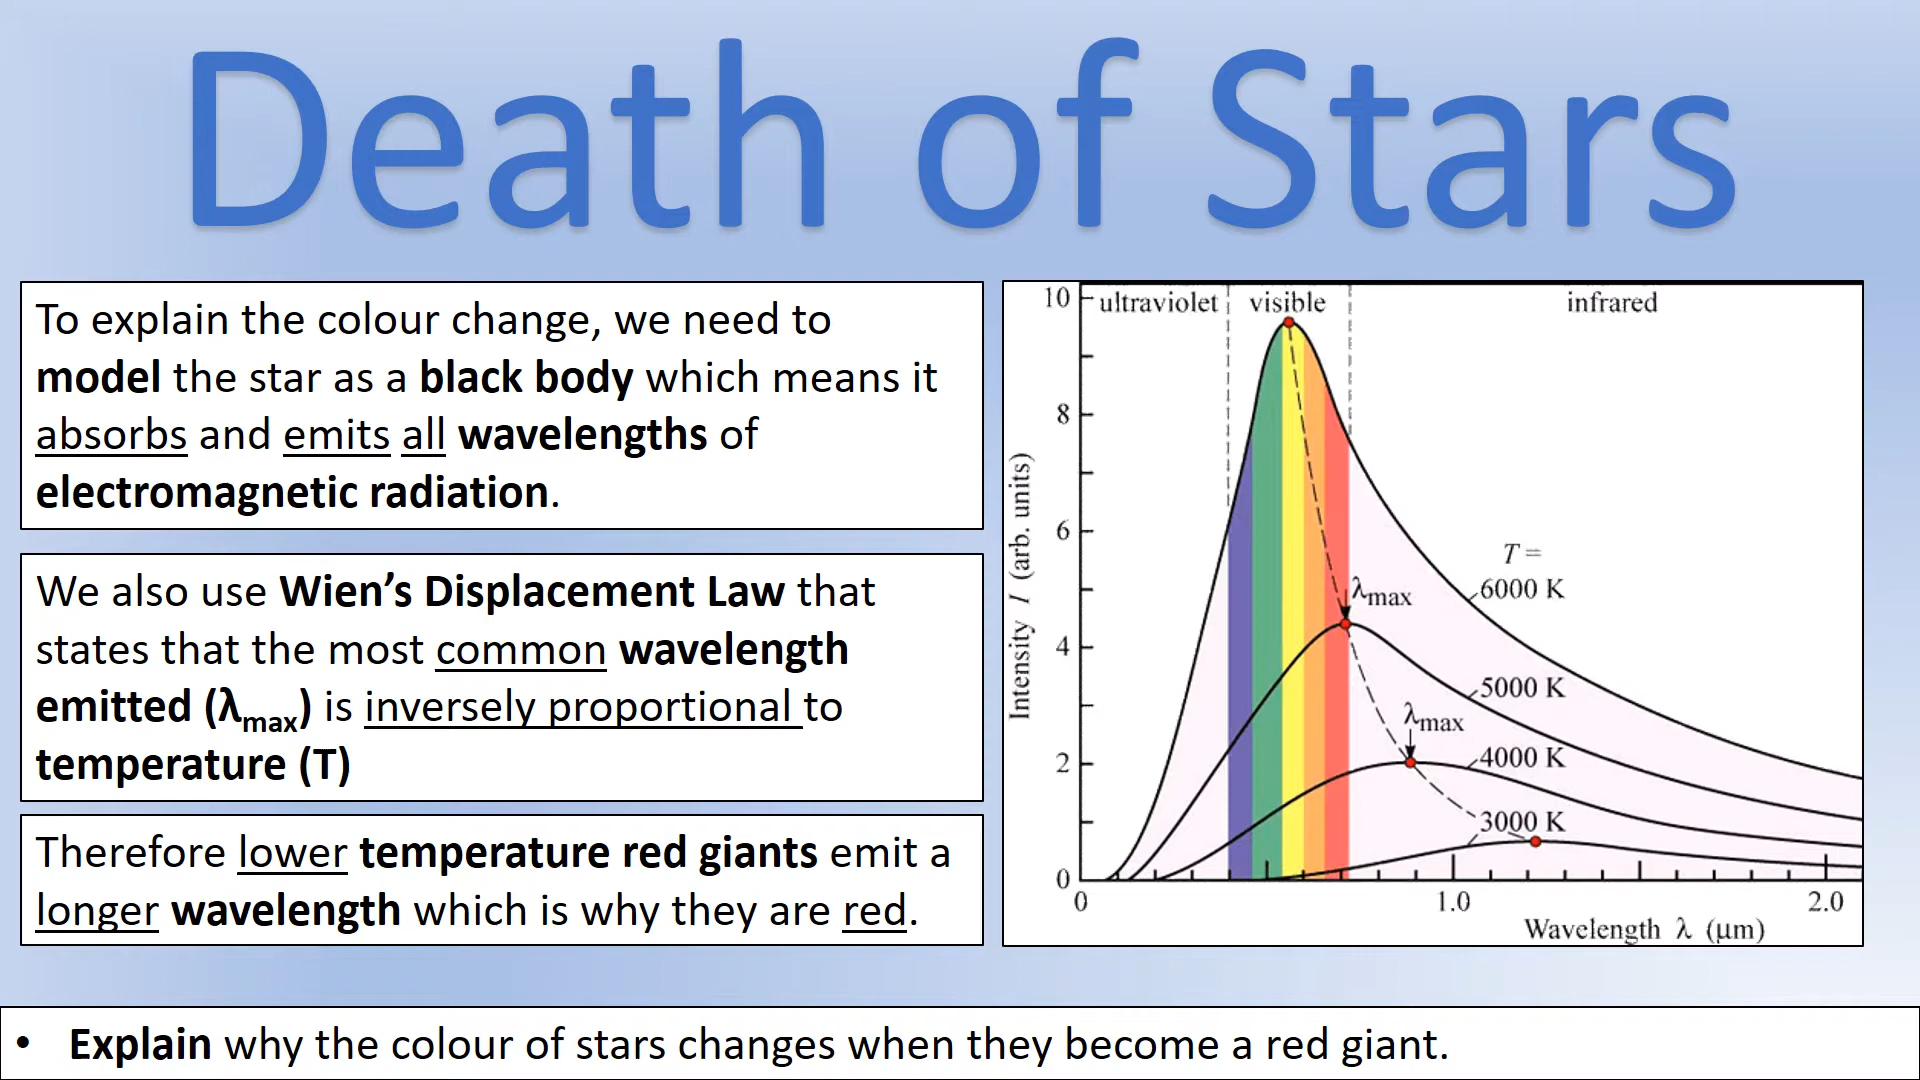 Death of Stars
To explain the colour change, we need to
model the star as a black body which means it
absorbs and emits all wavelengths of
electromagnetic radiation.
We also use Wien’s Displacement Law that
states that the most common wavelength
emitted (λmax) is inversely proportional to
temperature (T)
Therefore lower temperature red giants emit a
longer wavelength which is why they are red.
10
ultraviolet
visible
infrared
8
6
4
2
0
Intensity I (arb. units)
T =
6000 K
λmax
5000 K
λmax
4000 K
3000 K
0
1.0
2.0
Wavelength λ (μm)
• Explain why the colour of stars changes when they become a red giant.